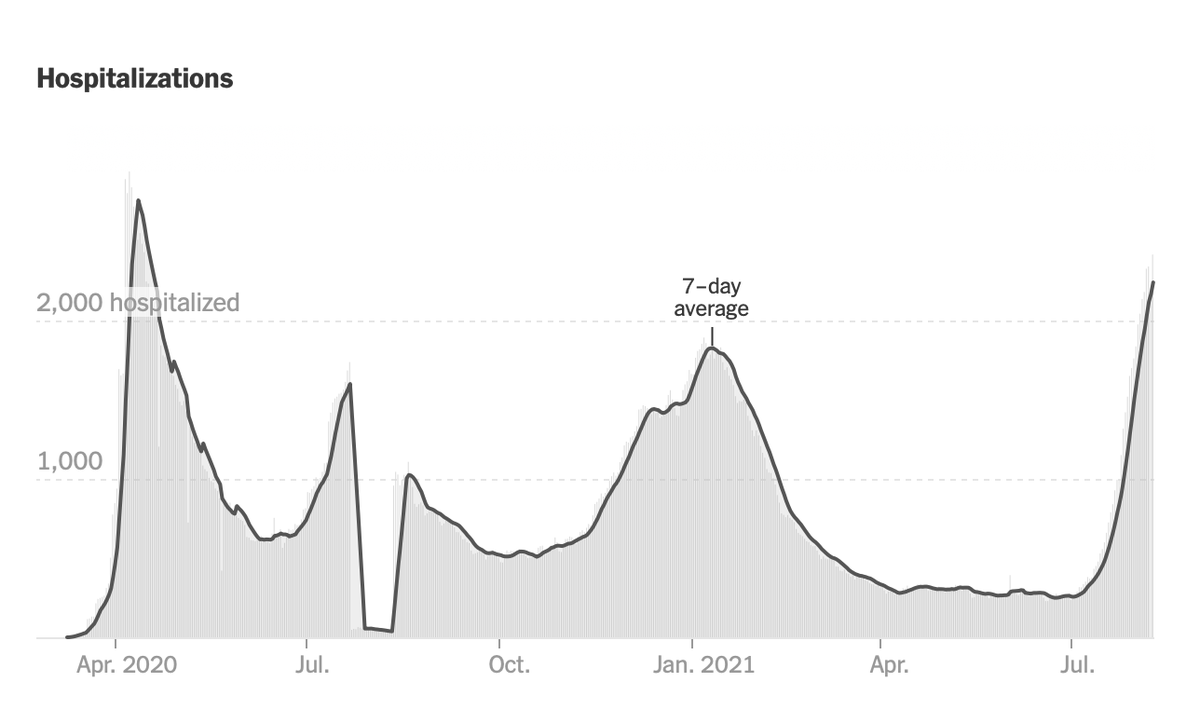 Hospitalizations
7–day
average
2,000 hospitalized
1,000
Apr. 2020
Jul.
Oct.
Jan. 2021
Apr.
Jul.